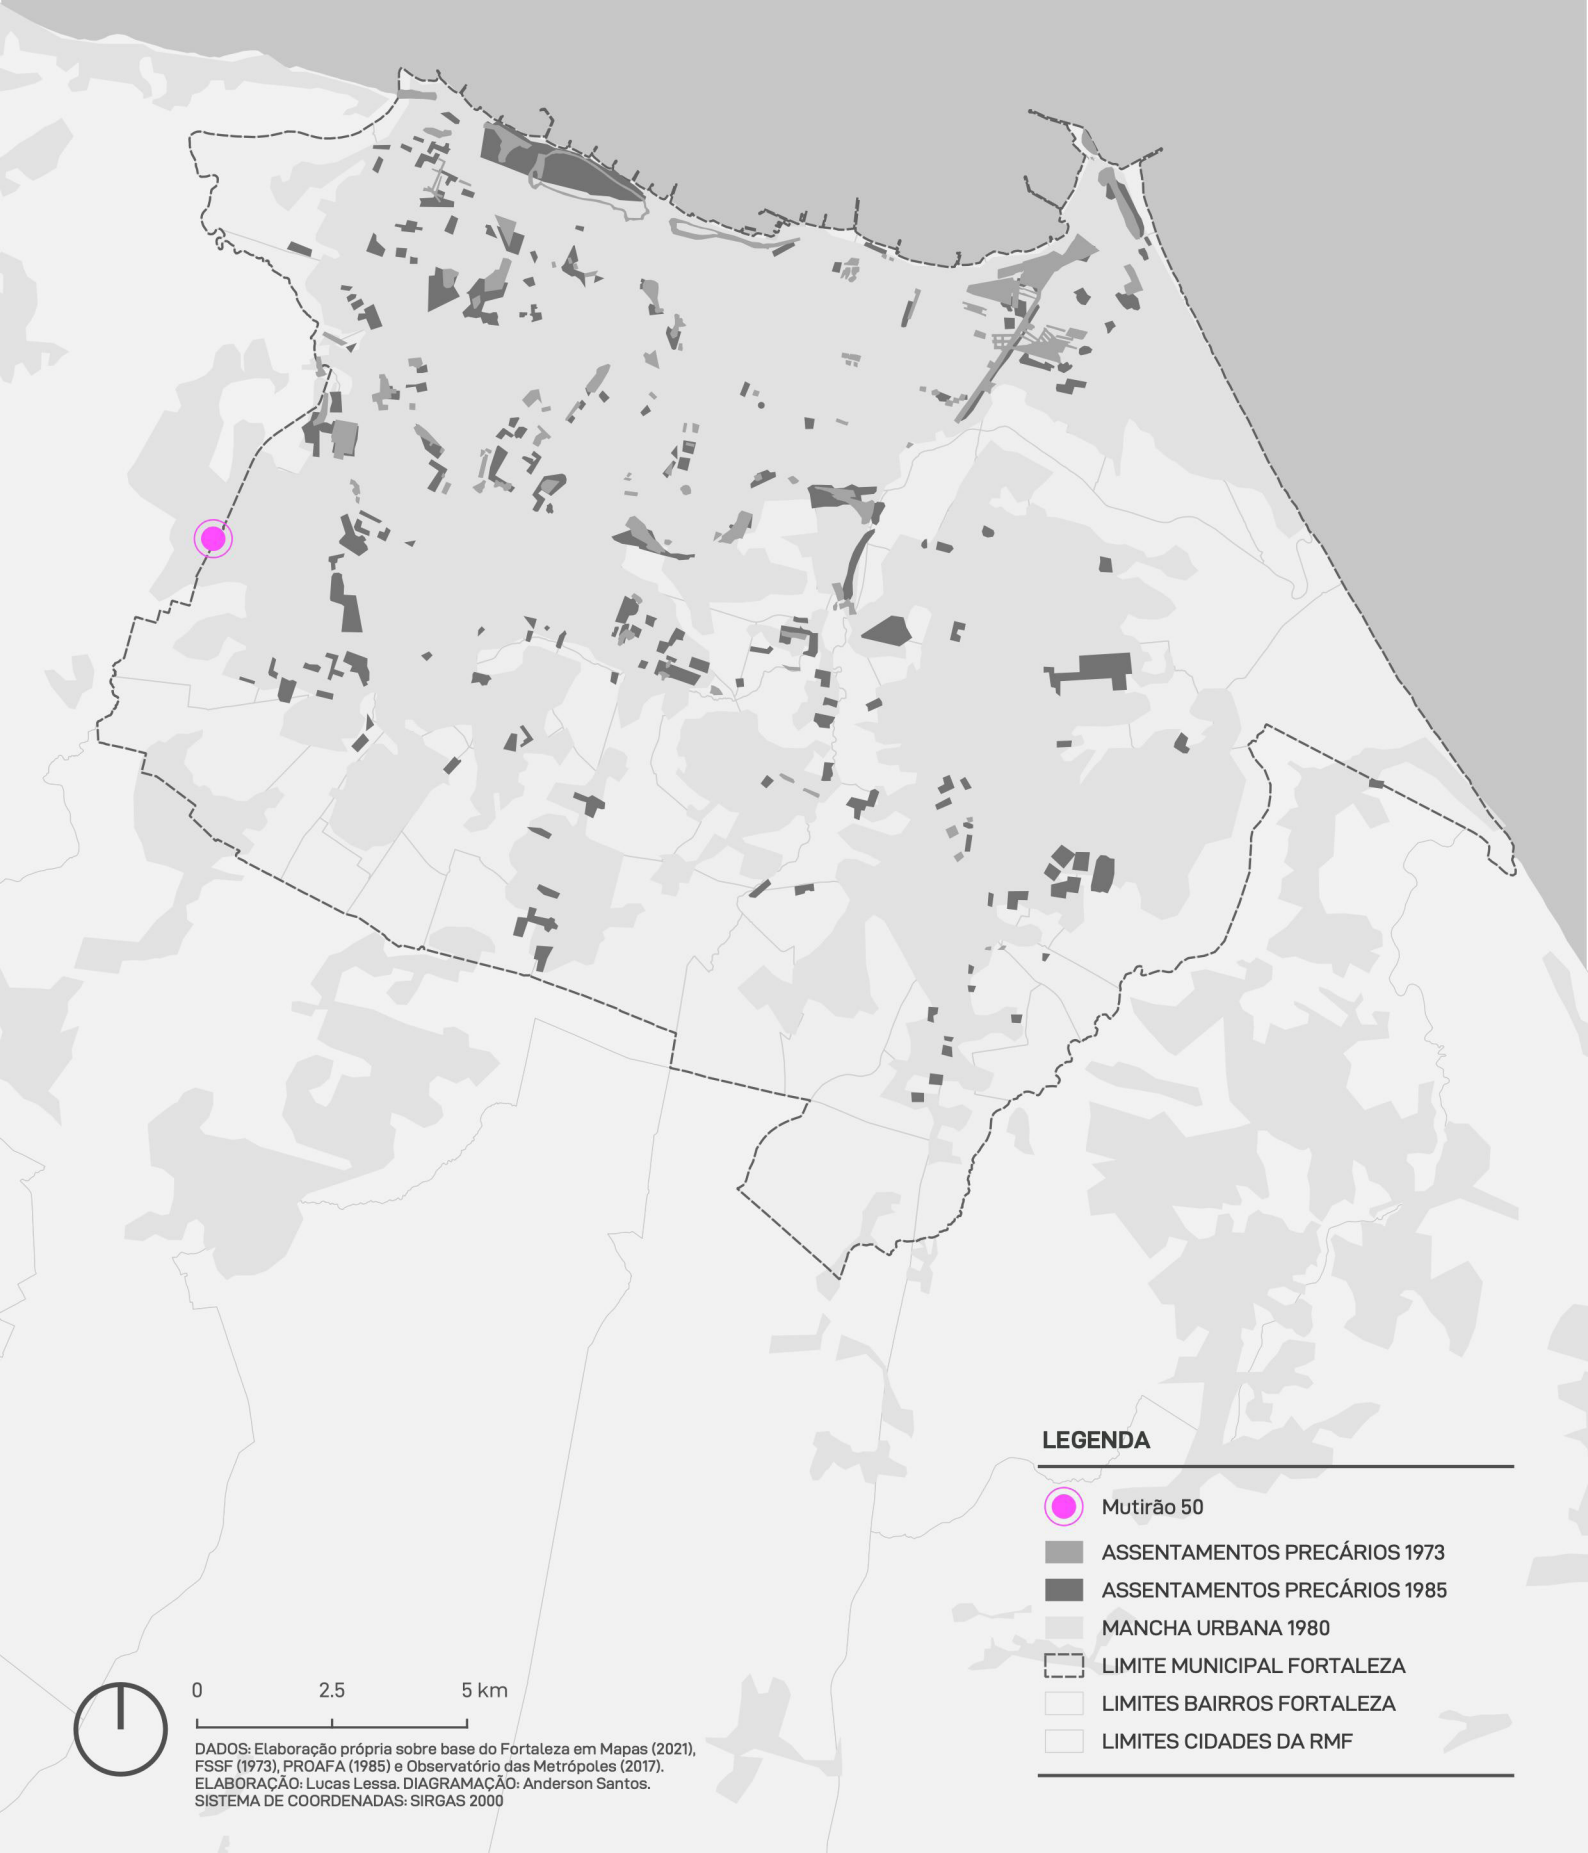 LEGENDA
Mutirão 50
ASSENTAMENTOS PRECÁRIOS 1973
ASSENTAMENTOS PRECÁRIOS 1985
MANCHA URBANA 1980
LIMITE MUNICIPAL FORTALEZA
LIMITES BAIRROS FORTALEZA
LIMITES CIDADES DA RMF
0 2.5 5 km
DADOS: Elaboração própria sobre base do Fortaleza em Mapas (2021),
FSSF (1973), PROAFA (1985) e Observatório das Metrópoles (2017).
ELABORAÇÃO: Lucas Lessa. DIAGRAMAÇÃO: Anderson Santos.
SISTEMA DE COORDENADAS: SIRGAS 2000